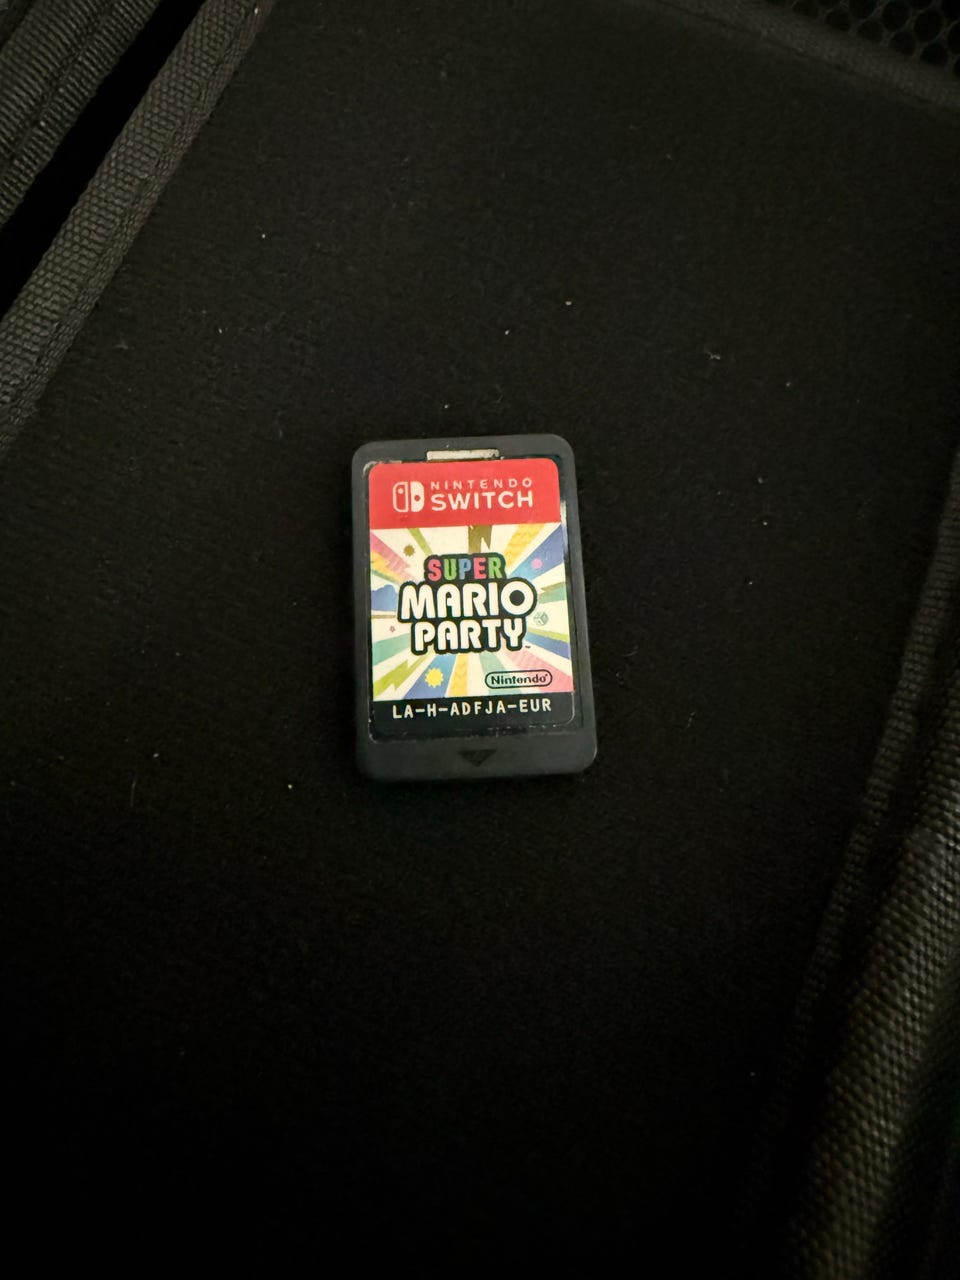 NINTENDO
SWITCH
SUPER
MARIO
PARTY
Nintendo
LA-H-ADFJA-EUR